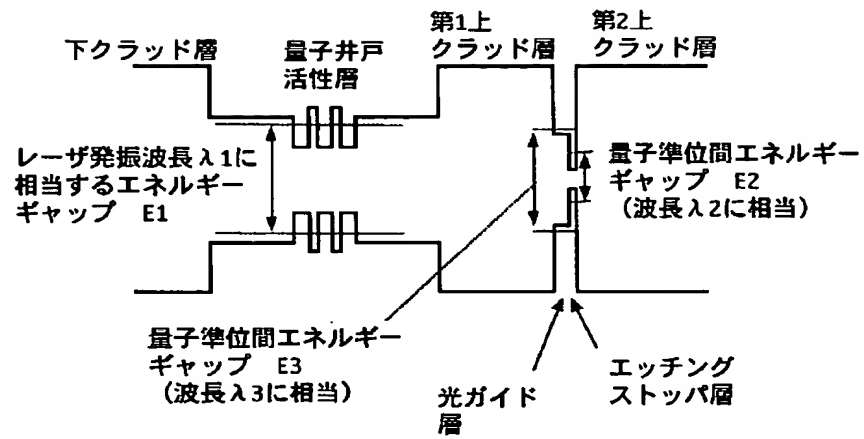 下クラッド層
量子井戸
活性層
第1上
クラッド層
第2上
クラッド層
レーザ発振波長λ1に
相当するエネルギー
ギャップ E1
量子準位間エネルギー
ギャップ E2
（波長λ2に相当）
量子準位間エネルギー
ギャップ E3
（波長λ3に相当）
光ガイド
層
エッチング
ストッパ層